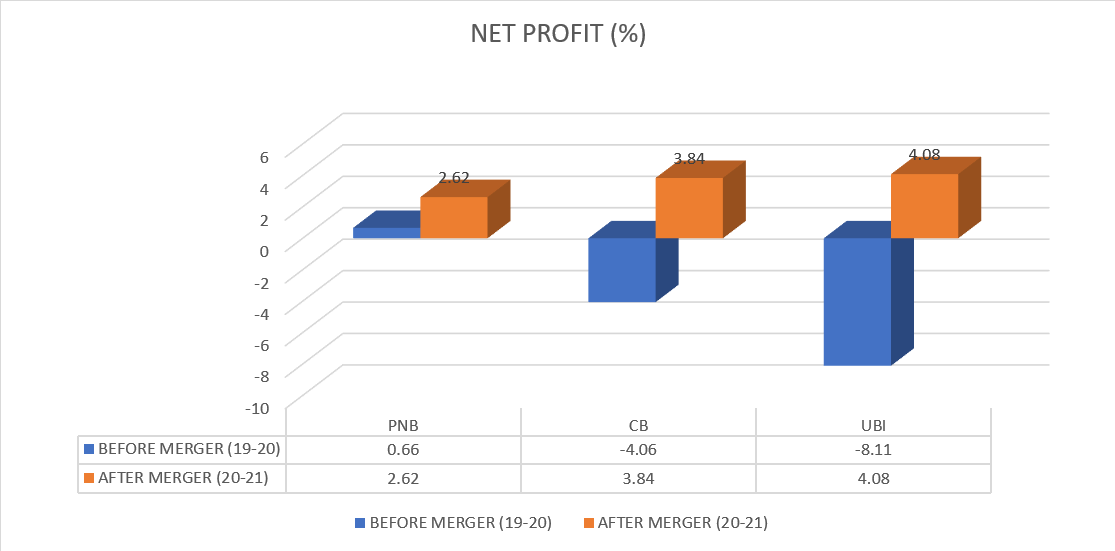 NET PROFIT (%)
6
4
2
0
-2
-4
-6
-8
-10
2.62
3.84
4.08
PNB CB UBI
BEFORE MERGER (19-20) 0.66 -4.06 -8.11
AFTER MERGER (20-21) 2.62 3.84 4.08
BEFORE MERGER (19-20) AFTER MERGER (20-21)